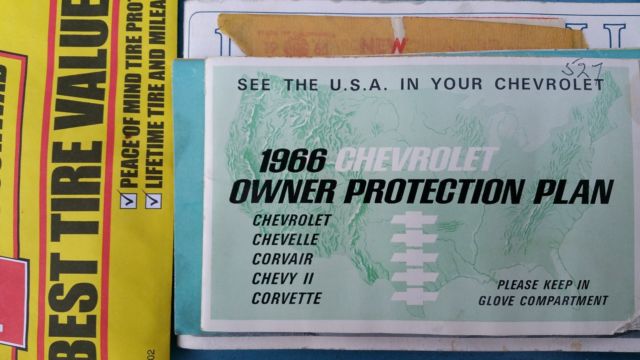 BEST TIRE VALUE
PEACE OF MIND TIRE PRO
LIFETIME TIRE AND MILEA
02
NEW
527
SEE THE U.S.A. IN YOUR CHEVROLET
1966 CHEVROLET
OWNER PROTECTION PLAN
CHEVROLET
CHEVELLE
CORVAIR
CHEVY II
CORVETTE
PLEASE KEEP IN
GLOVE COMPARTMENT